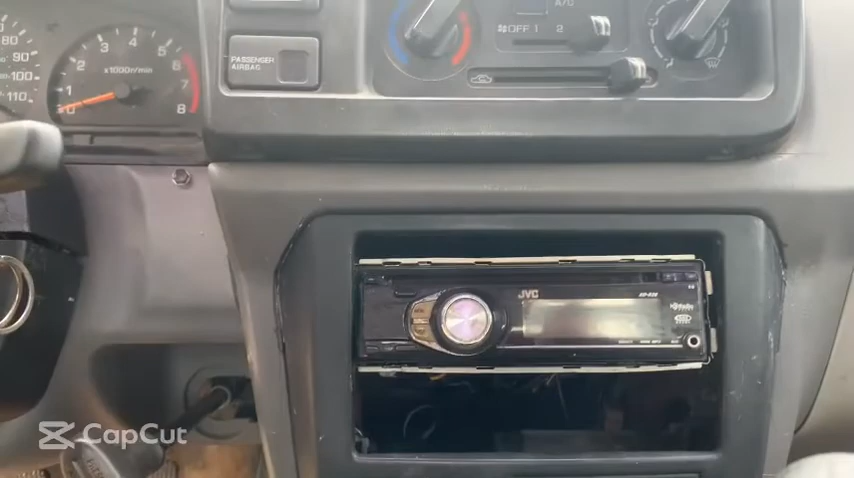 A/C
PASSENGER
AIRBAG
OFF 1 2
80
90
100
110
0 1 2 3 4 5 6 7 8
x1000r/min
JVC
CapCut